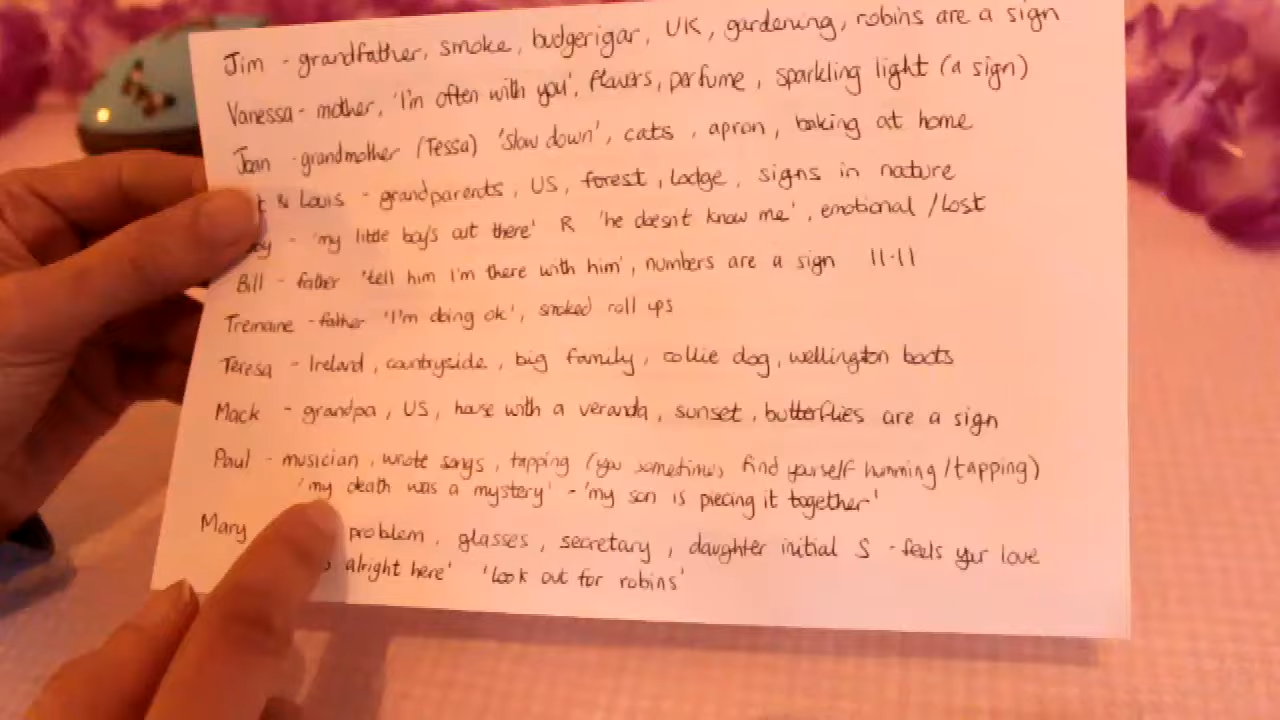 Jim - grandfather, smoke, budgerigar, UK, gardening, robins are a sign
Vanessa - mother, 'I'm often with you', flowers, perfume, sparkling light (a sign)
Joan - grandmother (Tessa) 'slow down', cats, apron, baking at home
& Louis - grandparents, US, forest, lodge, signs in nature
- 'my little boys out there' R 'he doesn't know me', emotional / lost
Bill - father 'tell him I'm there with him', numbers are a sign 11-11
Tremaine - father 'I'm doing ok', smoked roll ups
Teresa - Ireland, countryside, big family, collie dog, wellington boots
Mack - grandpa, US, house with a veranda, sunset, butterflies are a sign
Paul - musician, wrote songs, tapping (you sometimes find yourself humming/tapping)
'my death was a mystery' - 'my son is piecing it together'
Mary problem, glasses, secretary, daughter initial S - feels your love
alright here' 'look out for robins'